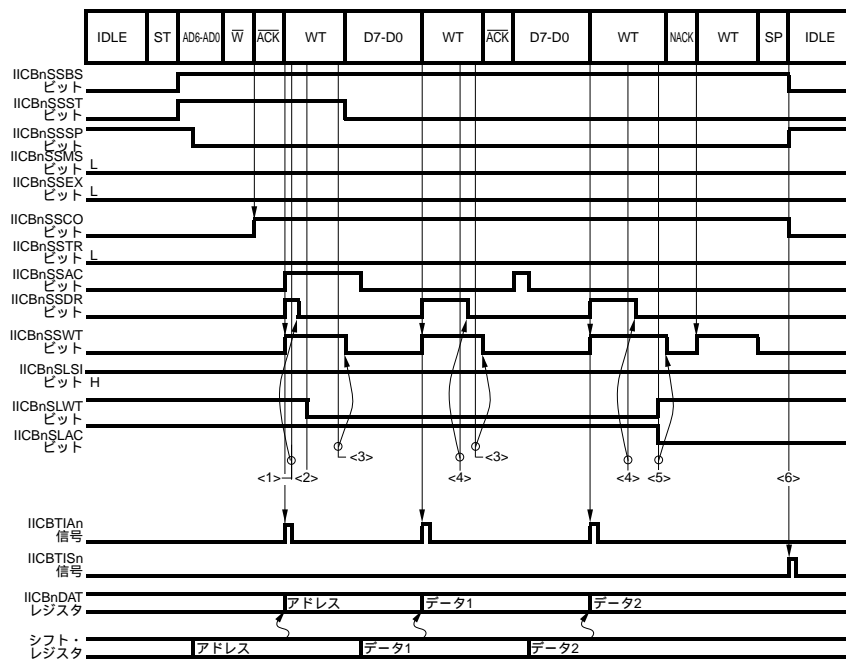 IDLE ST AD6-AD0 W ACK WT D7-D0 WT ACK D7-D0 WT NACK WT SP IDLE
IICBnSSBS
ビット
IICBnSSST
ビット
IICBnSSSP
ビット
IICBnSSMS
ビット L
IICBnSSEX
ビット L
IICBnSSCO
ビット
IICBnSSTR
ビット L
IICBnSSAC
ビット
IICBnSSDR
ビット
IICBnSSWT
ビット
IICBnSLSI
ビット H
IICBnSLWT
ビット
IICBnSLAC
ビット
<3> <3>
<1> <2> <4> <4> <5> <6>
IICBTIAn
信号
IICBTISn
信号
IICBnDAT
レジスタ
アドレス データ1 データ2
シフト・
レジスタ
アドレス データ1 データ2